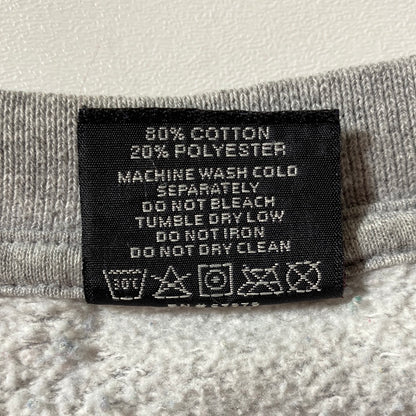 80% COTTON
20% POLYESTER
MACHINE WASH COLD
SEPARATELY
DO NOT BLEACH
TUMBLE DRY LOW
DO NOT IRON
DO NOT DRY CLEAN
30°C